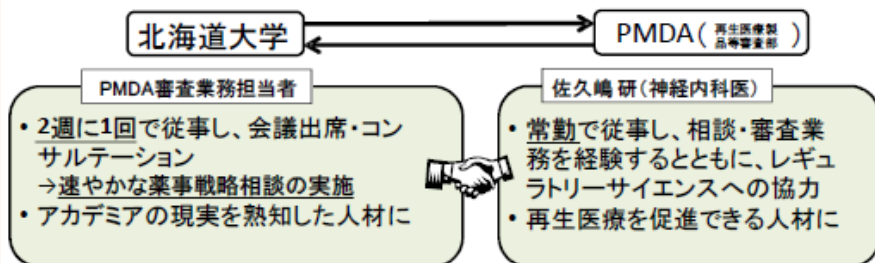 北海道大学
PMDA(再生医療製品等審査部)
PMDA審査業務担当者
• 2週に1回で従事し、会議出席・コン
サルテーション
→速やかな薬事戦略相談の実施
• アカデミアの現実を熟知した人材に
佐久嶋 研(神経内科医)
• 常勤で従事し、相談・審査業
務を経験するとともに、レギュ
ラトリーサイエンスへの協力
• 再生医療を促進できる人材に